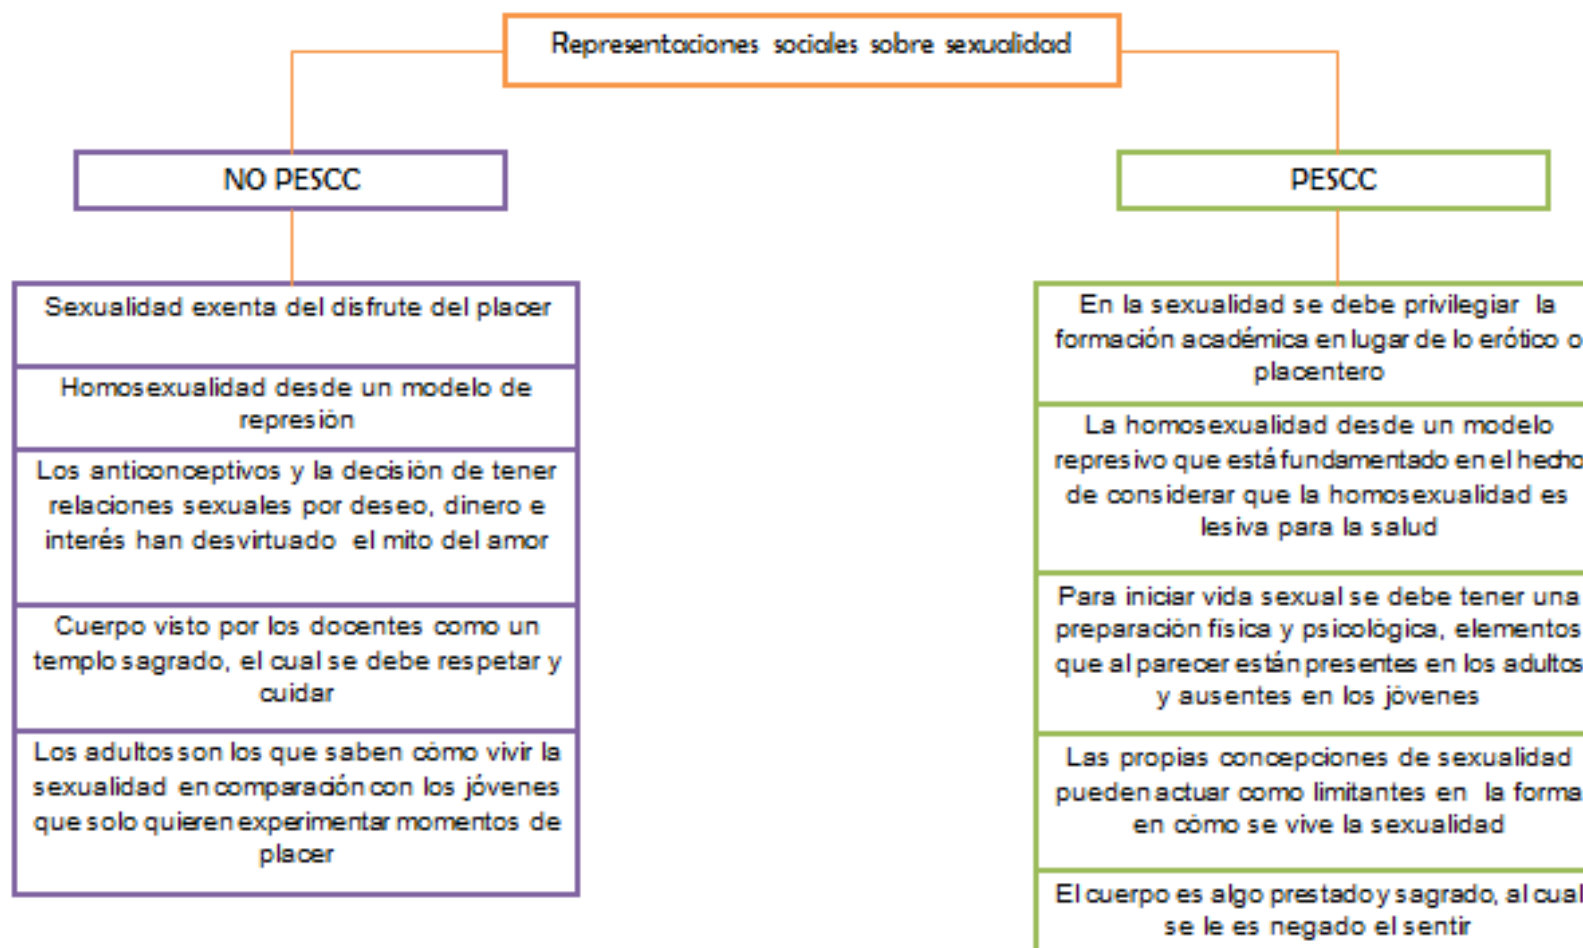 Representaciones sociales sobre sexualidad
NO PESCC
Sexualidad exenta del disfrute del placer
Homosexualidad desde un modelo de
represión
Los anticonceptivos y la decisión de tener
relaciones sexuales por deseo, dinero e
interés han desvirtuado el mito del amor
Cuerpo visto por los docentes como un
templo sagrado, el cual se debe respetar y
cuidar
Los adultos son los que saben cómo vivir la
sexualidad en comparación con los jóvenes
que solo quieren experimentar momentos de
placer
PESCC
En la sexualidad se debe privilegiar la
formación académica en lugar de lo erótico o
placentero
La homosexualidad desde un modelo
represivo que está fundamentado en el hecho
de considerar que la homosexualidad es
lesiva para la salud
Para iniciar vida sexual se debe tener una
preparación física y psicológica, elementos
que al parecer están presentes en los adultos
y ausentes en los jóvenes
Las propias concepciones de sexualidad
pueden actuar como limitantes en la forma
en cómo se vive la sexualidad
El cuerpo es algo prestado y sagrado, al cual
se le es negado el sentir